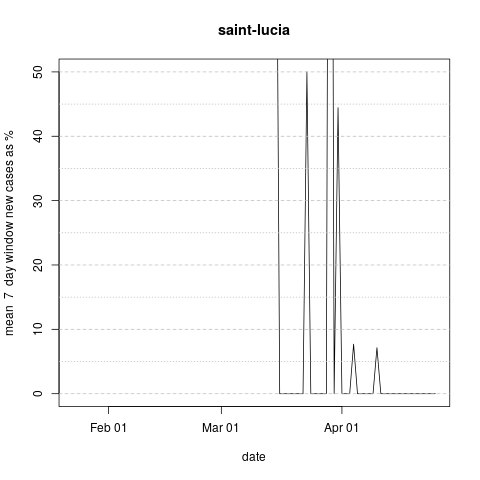 saint-lucia
mean 7 day window new cases as %
50
40
30
20
10
0
Feb 01
Mar 01
Apr 01
date